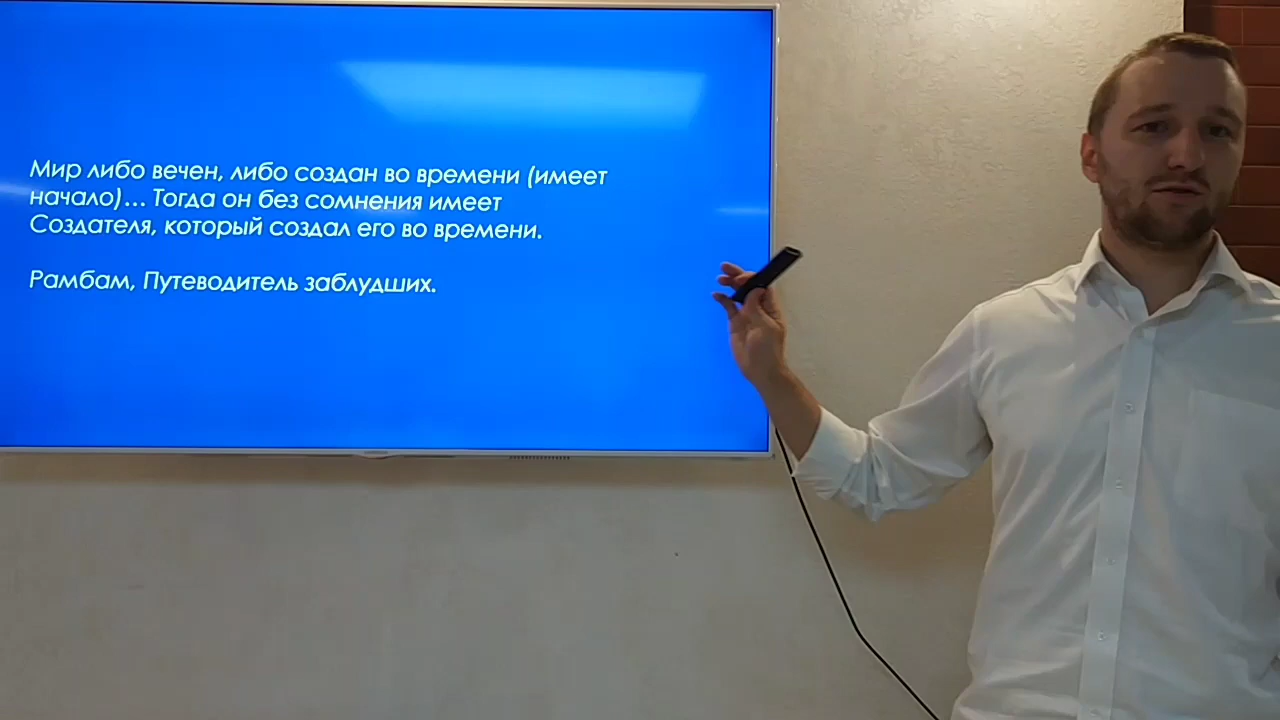 Мир либо вечен, либо создан во времени (имеет
начало)... Тогда он без сомнения имеет
Создателя, который создал его во времени.
Рамбам, Путеводитель заблудших.